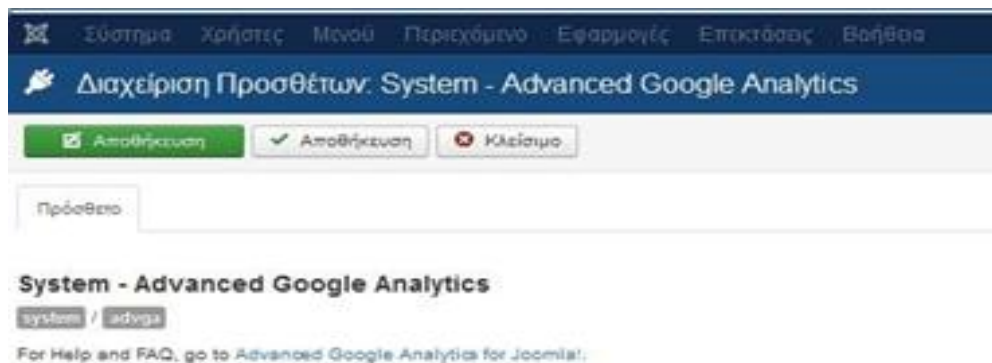 Σύστημα Χρήστες Μενού Περιεχόμενο Εφαρμογές Επεκτάσεις Βοήθεια
Διαχείριση Προσθέτων: System - Advanced Google Analytics
Αποθήκευση Αποθήκευση Κλείσιμο
Πρόσθετο
System - Advanced Google Analytics
system / advga
For Help and FAQ, go to Advanced Google Analytics for Joomla!.